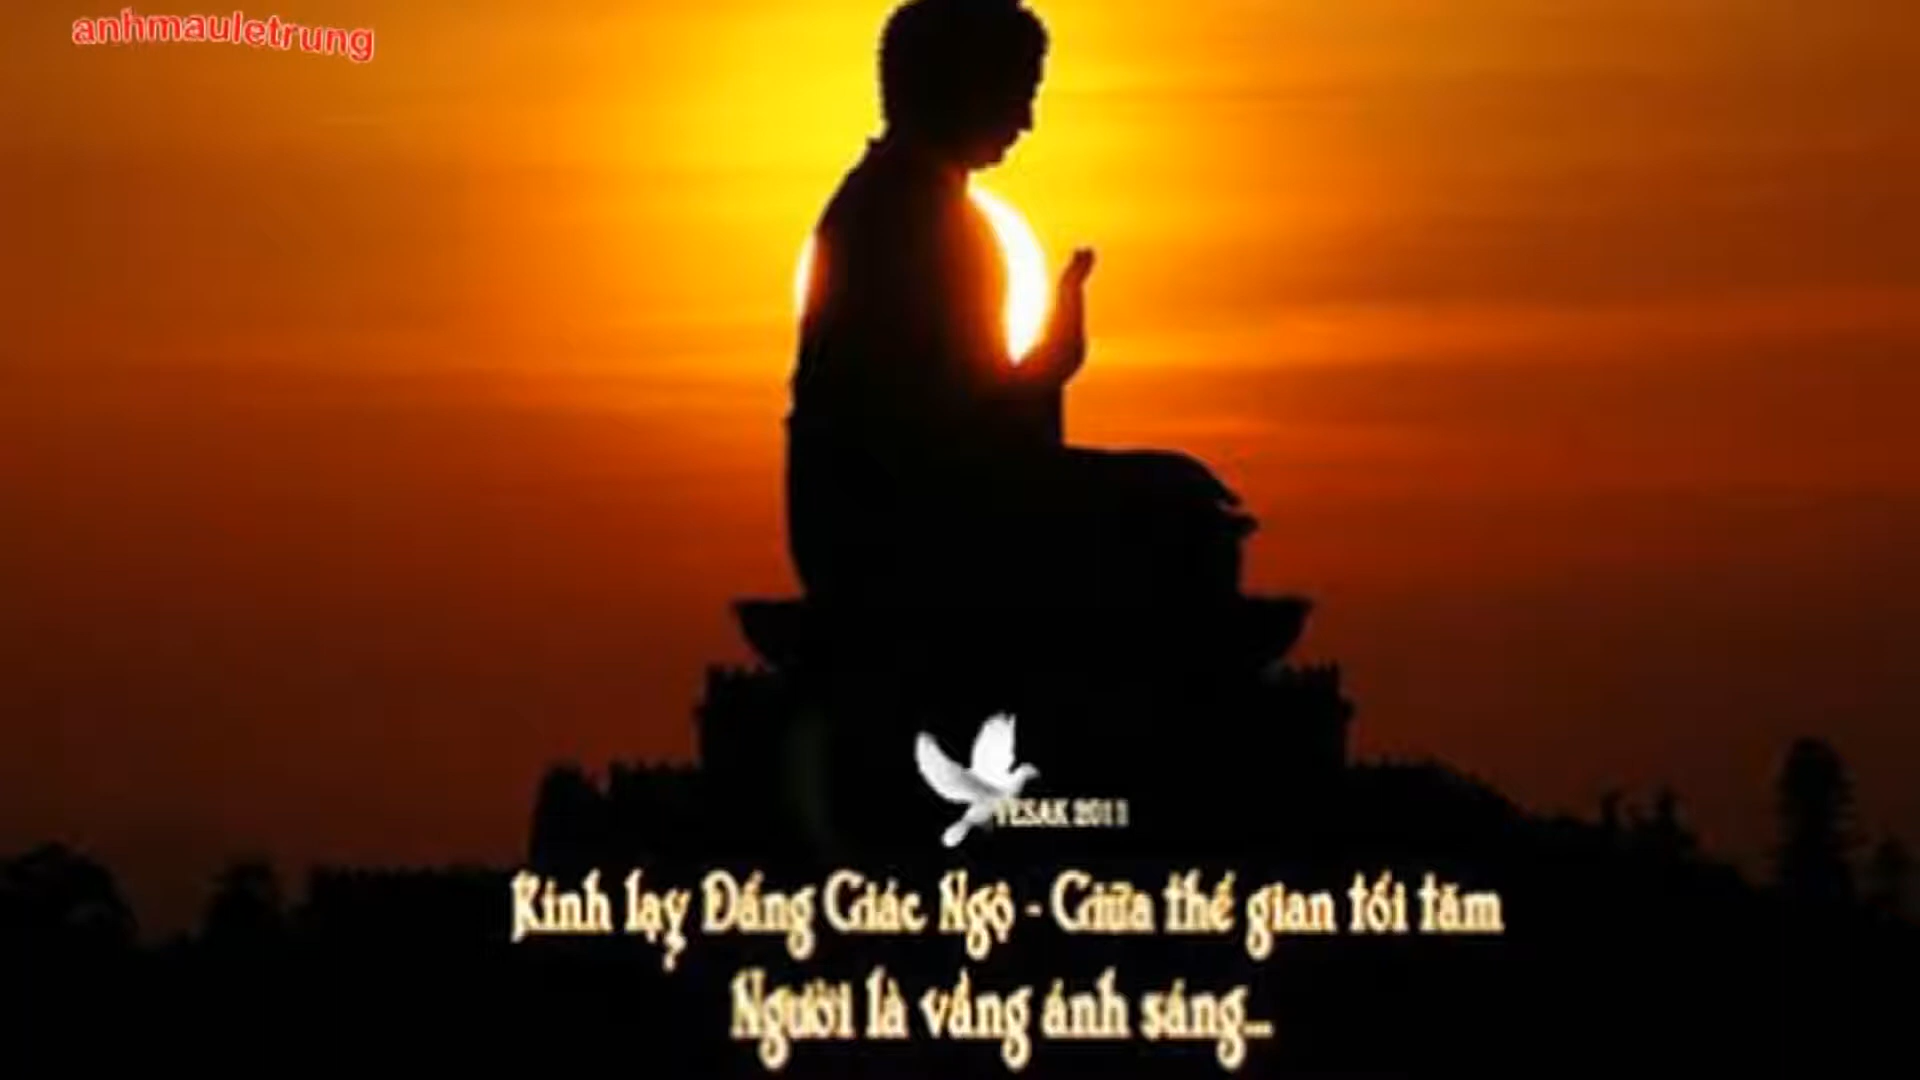 anhmauletrung
VESAK 2011
Kính lạy Đấng Giác Ngộ - Giữa thế gian tối tăm
Người là vầng ánh sáng...